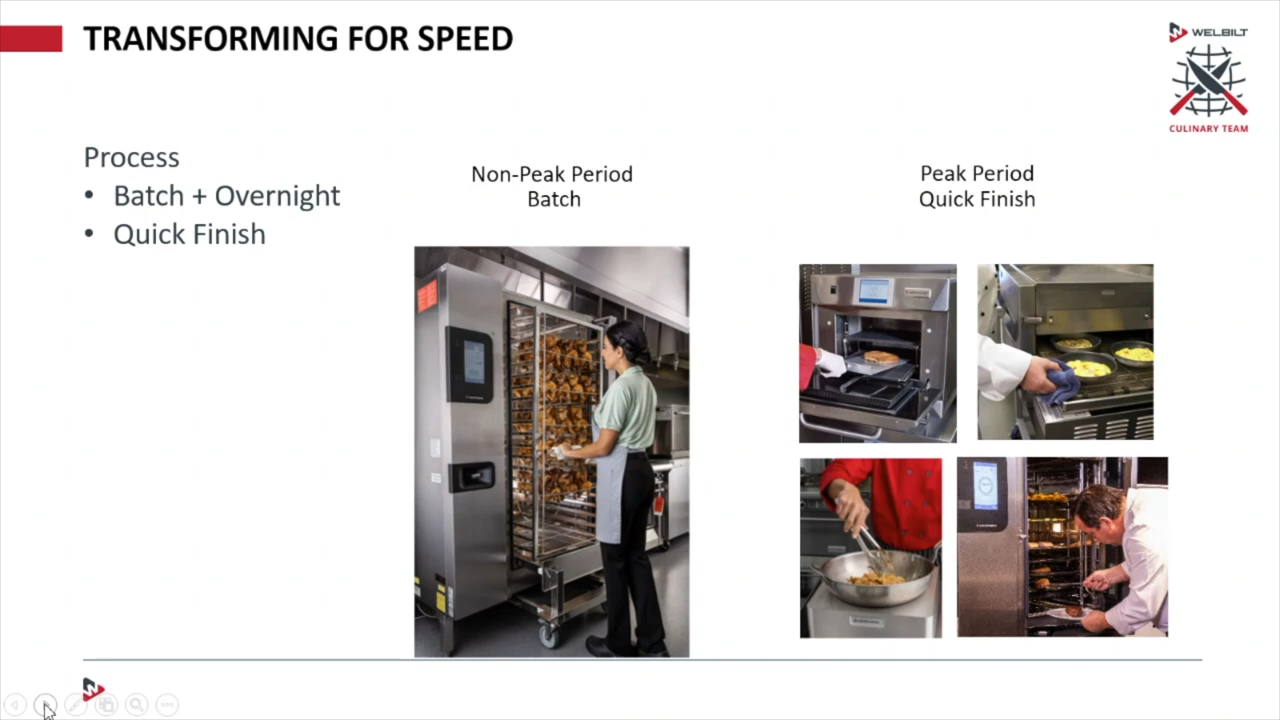 TRANSFORMING FOR SPEED
WELBILT
CULINARY TEAM
Process
• Batch + Overnight
• Quick Finish
Non-Peak Period
Batch
Peak Period
Quick Finish